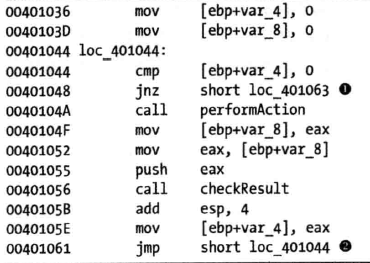 00401036 mov [ebp+var_4], 0
0040103D mov [ebp+var_8], 0
00401044 loc_401044:
00401044 cmp [ebp+var_4], 0
00401048 jnz short loc_401063 ❶
0040104A call performAction
0040104F mov [ebp+var_8], eax
00401052 mov eax, [ebp+var_8]
00401055 push eax
00401056 call checkResult
0040105B add esp, 4
0040105E mov [ebp+var_4], eax
00401061 jmp short loc_401044 ❷